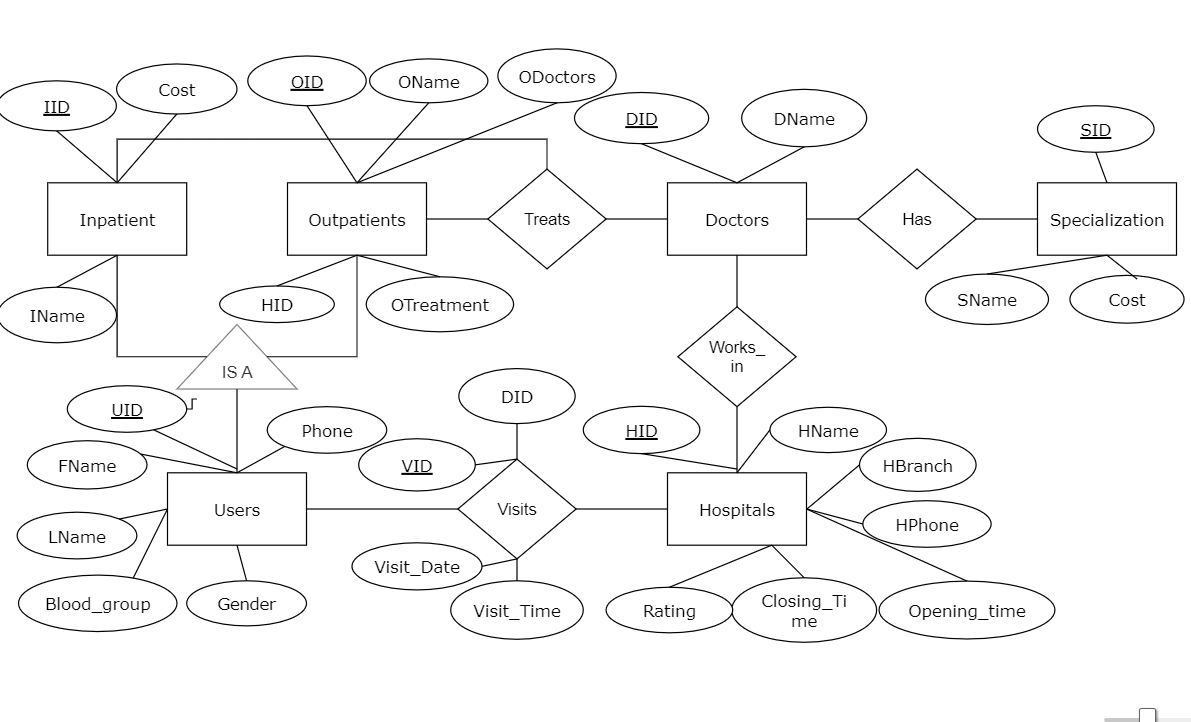 IID
Cost
OID
OName
ODoctors
DID
DName
SID
Inpatient
Outpatients
Treats
Doctors
Has
Specialization
IName
HID
OTreatment
SName
Cost
Works_
in
IS A
UID
Phone
DID
HID
HName
FName
VID
HBranch
Users
Visits
Hospitals
HPhone
LName
Visit_Date
Blood_group
Gender
Visit_Time
Rating
Closing_Ti
me
Opening_time